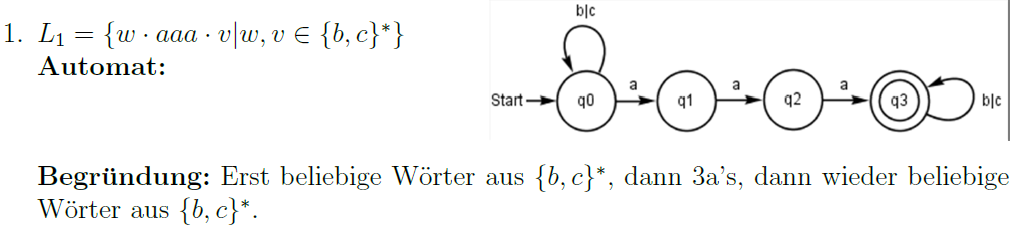 1. L₁ = {w · aaa · v|w, v ∈ {b, c}*}
Automat:
b|c
Start
q0
a
q1
a
q2
a
q3
b|c
Begründung: Erst beliebige Wörter aus {b, c}*, dann 3a's, dann wieder beliebige
Wörter aus {b, c}*.